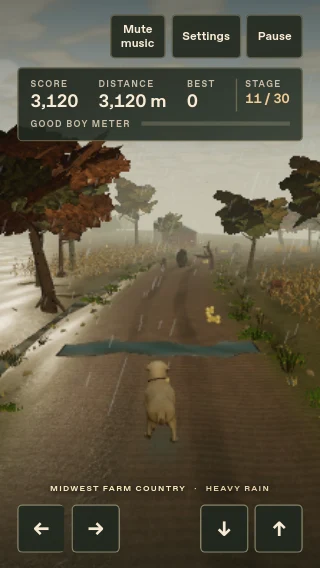 Mute music
Settings
Pause
SCORE
3,120
DISTANCE
3,120 m
BEST
0
STAGE
11 / 30
GOOD BOY METER
MIDWEST FARM COUNTRY · HEAVY RAIN
← → ↓ ↑